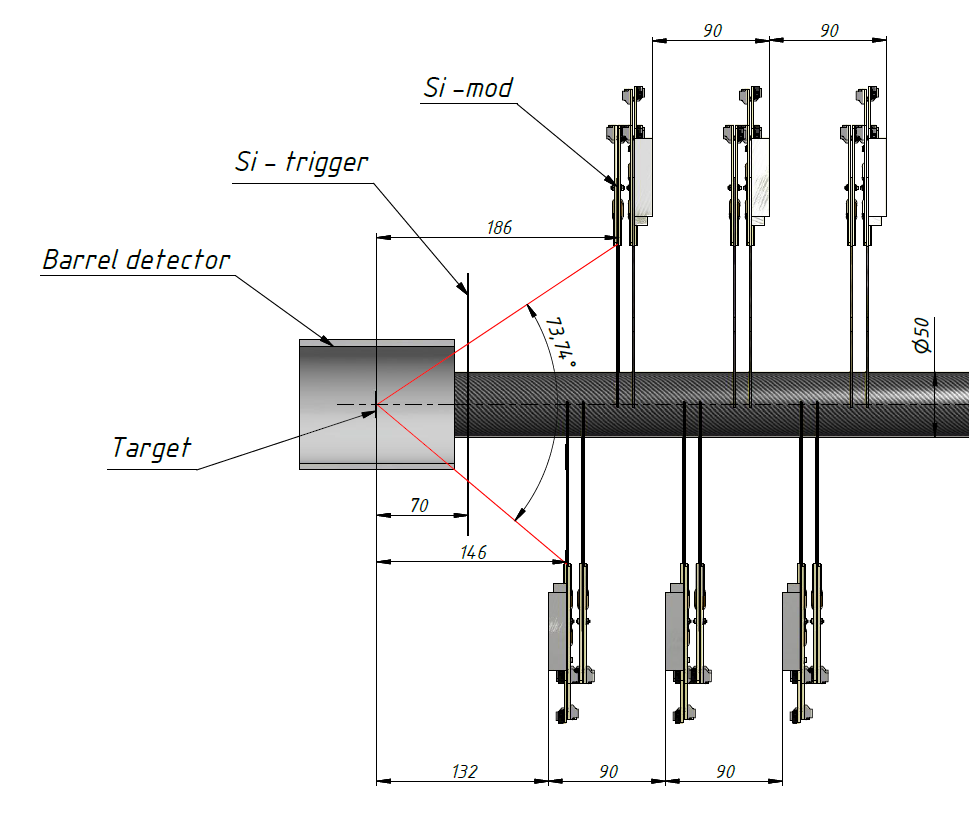 90
90
Si -mod
Si - trigger
186
Barrel detector
73,74°
Ø50
Target
70
146
132
90
90